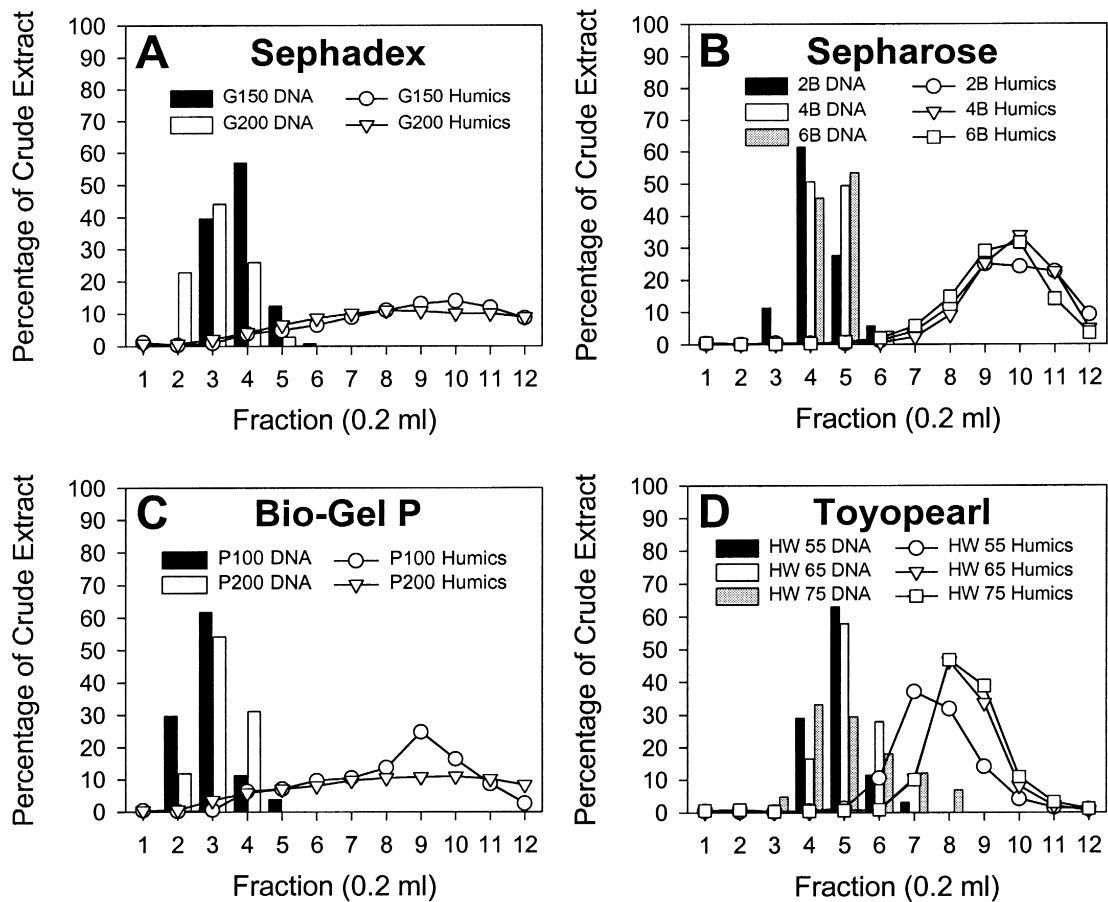 A
Sephadex
G150 DNA
G150 Humics
G200 DNA
G200 Humics
100
90
80
70
60
50
40
30
20
10
0
Percentage of Crude Extract
1 2 3 4 5 6 7 8 9 10 11 12
Fraction (0.2 ml)
B
Sepharose
2B DNA
2B Humics
4B DNA
4B Humics
6B DNA
6B Humics
100
90
80
70
60
50
40
30
20
10
0
Percentage of Crude Extract
1 2 3 4 5 6 7 8 9 10 11 12
Fraction (0.2 ml)
C
Bio-Gel P
P100 DNA
P100 Humics
P200 DNA
P200 Humics
100
90
80
70
60
50
40
30
20
10
0
Percentage of Crude Extract
1 2 3 4 5 6 7 8 9 10 11 12
Fraction (0.2 ml)
D
Toyopearl
HW 55 DNA
HW 55 Humics
HW 65 DNA
HW 65 Humics
HW 75 DNA
HW 75 Humics
100
90
80
70
60
50
40
30
20
10
0
Percentage of Crude Extract
1 2 3 4 5 6 7 8 9 10 11 12
Fraction (0.2 ml)